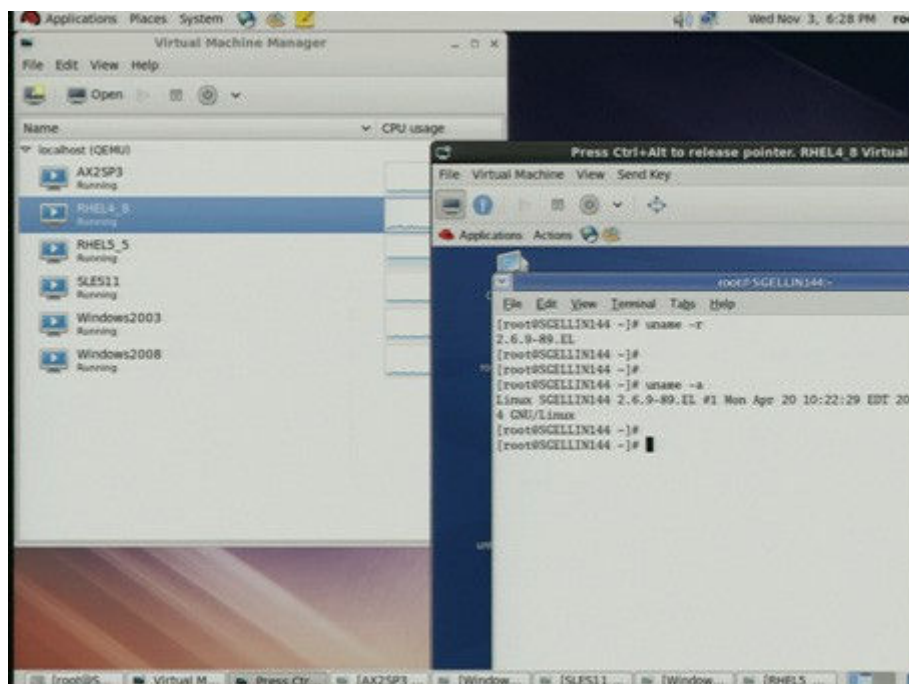 Applications Places System
Wed Nov 3, 6:28 PM
Virtual Machine Manager
File Edit View Help
Open
Name
CPU usage
localhost (QEMU)
AX2SP3
Running
RHEL4_8
Running
RHEL5_5
Running
SLES11
Running
Windows2003
Running
Windows2008
Running
Press Ctrl+Alt to release pointer. RHEL4_8 Virtual
File Virtual Machine View Send Key
Applications Actions
root@SGELLIN144:~
File Edit View Terminal Tabs Help
[root@SGELLIN144 ~]# uname -r
2.6.9-89.EL
[root@SGELLIN144 ~]#
[root@SGELLIN144 ~]#
[root@SGELLIN144 ~]# uname -a
Linux SGELLIN144 2.6.9-89.EL #1 Mon Apr 20 10:22:29 EDT 20
4 GNU/Linux
[root@SGELLIN144 ~]#
[root@SGELLIN144 ~]#
[root@S... Virtual M... Press Ctr... [AX2SP3 ... [Window... [SLES11 ... [Window... [RHEL5_...